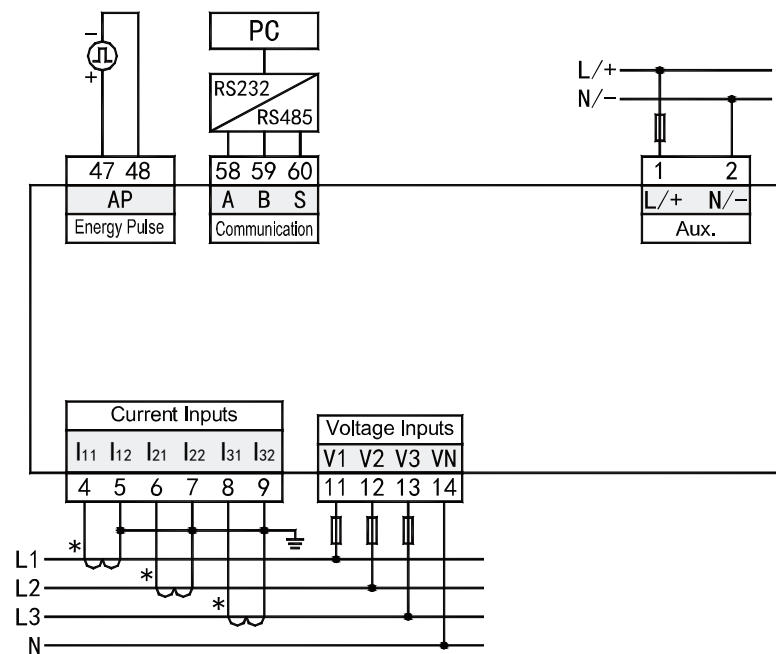 −
+
PC
RS232
RS485
L/+
N/−
47 48
AP
Energy Pulse
58 59 60
A B S
Communication
1 2
L/+ N/−
Aux.
Current Inputs
I11 I12 I21 I22 I31 I32
4 5 6 7 8 9
Voltage Inputs
V1 V2 V3 VN
11 12 13 14
*
L1
*
L2
*
L3
N